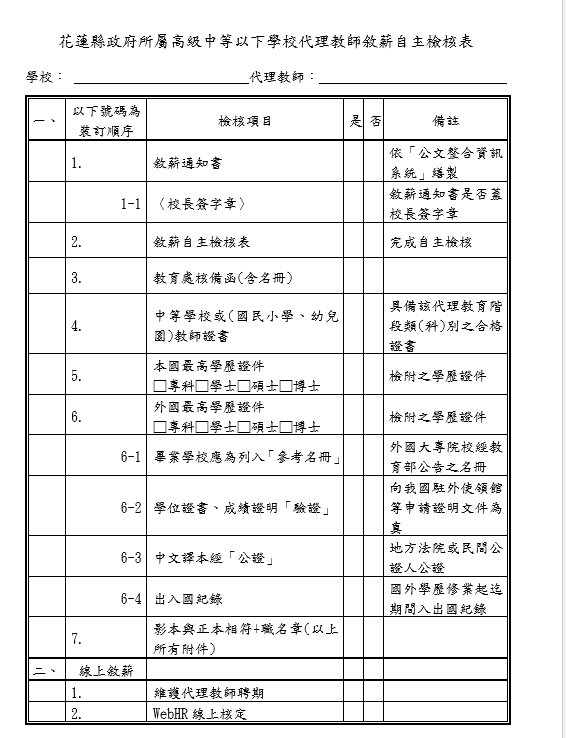 花蓮縣政府所屬高級中等以下學校代理教師敘薪自主檢核表
學校： 代理教師：
一、 以下號碼為裝訂順序 檢核項目 是 否 備註
1. 敘薪通知書 依「公文整合資訊系統」繕製
1-1 〈校長簽字章〉 敘薪通知書是否蓋校長簽字章
2. 敘薪自主檢核表 完成自主檢核
3. 教育處核備函(含名冊)
4. 中等學校或(國民小學、幼兒園)教師證書 具備該代理教育階段類(科)別之合格證書
5. 本國最高學歷證件
□專科□學士□碩士□博士 檢附之學歷證件
6. 外國最高學歷證件
□專科□學士□碩士□博士 檢附之學歷證件
6-1 畢業學校應為列入「參考名冊」 外國大專院校經教育部公告之名冊
6-2 學位證書、成績證明「驗證」 向我國駐外使領館等申請證明文件為真
6-3 中文譯本經「公證」 地方法院或民間公證人公證
6-4 出入國紀錄 國外學歷修業起迄期間入出國紀錄
7. 影本與正本相符+職名章(以上所有附件)
二、 線上敘薪
1. 維護代理教師聘期
2. WebHR 線上核定